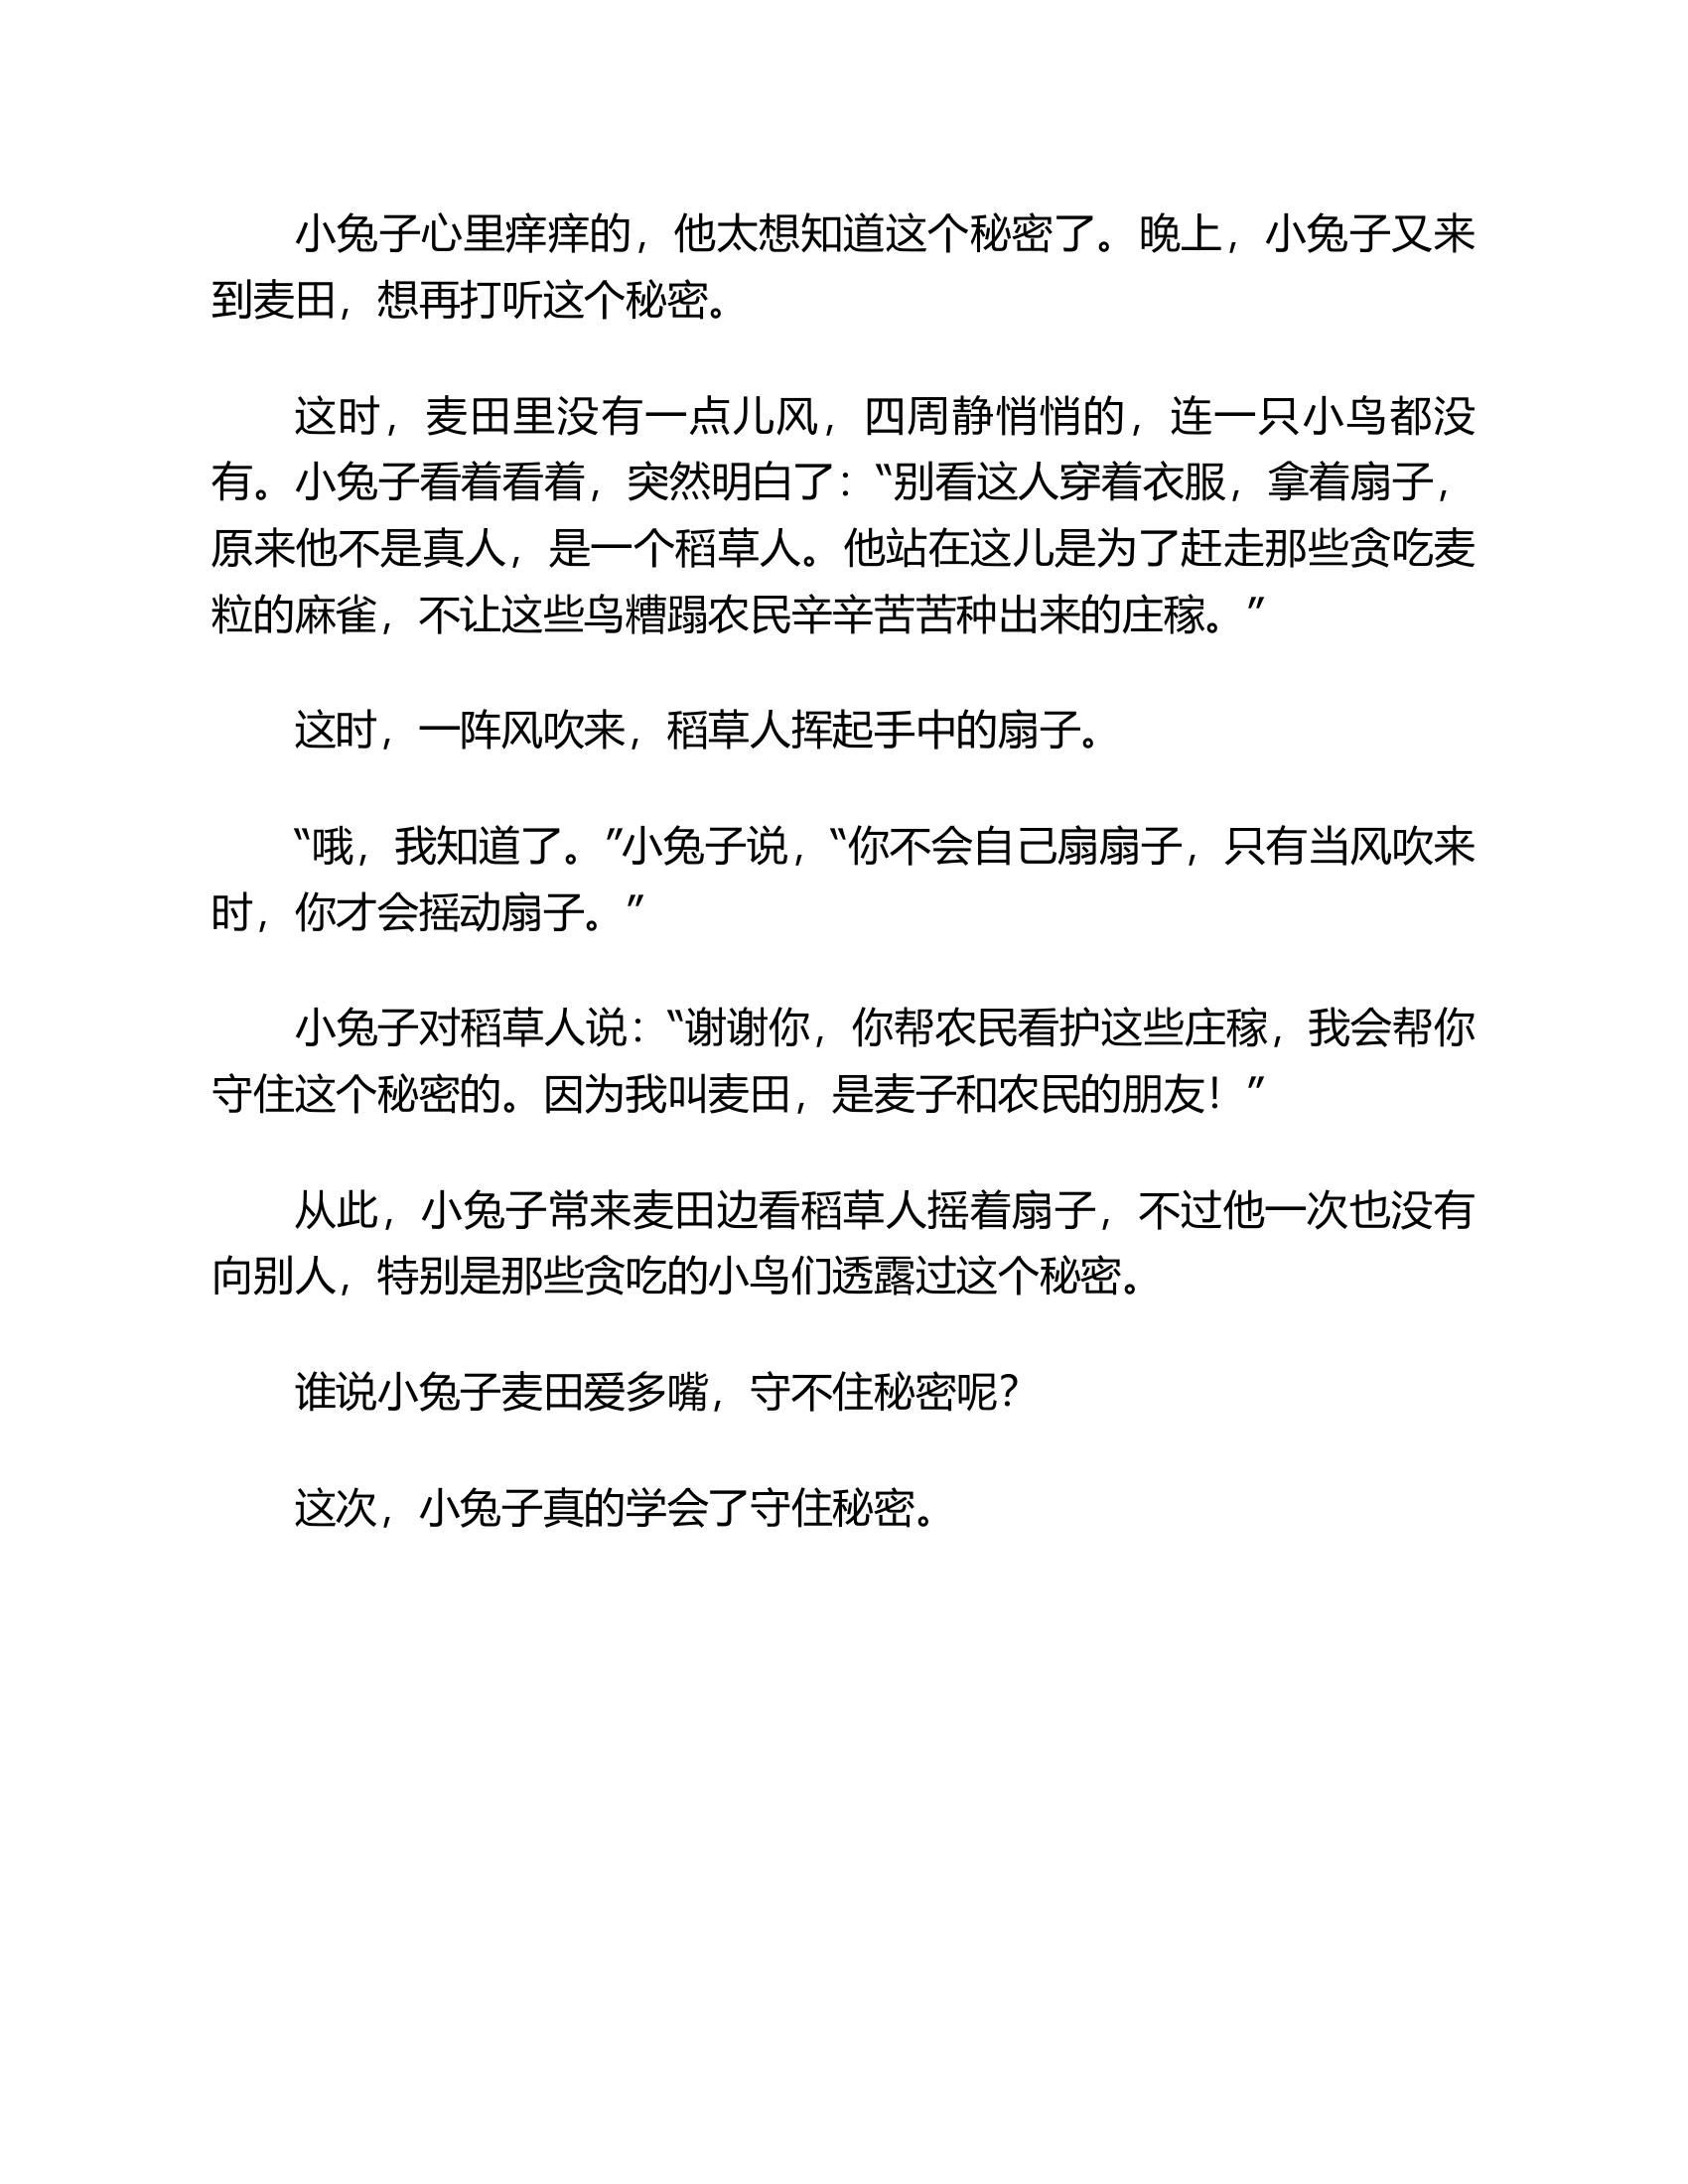 小兔子心里痒痒的，他太想知道这个秘密了。晚上，小兔子又来
到麦田，想再打听这个秘密。
这时，麦田里没有一点儿风，四周静悄悄的，连一只小鸟都没
有。小兔子看着看着，突然明白了：“别看这人穿着衣服，拿着扇子，
原来他不是真人，是一个稻草人。他站在这儿是为了赶走那些贪吃麦
粒的麻雀，不让这些鸟糟蹋农民辛辛苦苦种出来的庄稼。”
这时，一阵风吹来，稻草人挥起手中的扇子。
“哦，我知道了。”小兔子说，“你不会自己扇扇子，只有当风吹来
时，你才会摇动扇子。”
小兔子对稻草人说：“谢谢你，你帮农民看护这些庄稼，我会帮你
守住这个秘密的。因为我叫麦田，是麦子和农民的朋友！”
从此，小兔子常来麦田边看稻草人摇着扇子，不过他一次也没有
向别人，特别是那些贪吃的小鸟们透露过这个秘密。
谁说小兔子麦田爱多嘴，守不住秘密呢？
这次，小兔子真的学会了守住秘密。